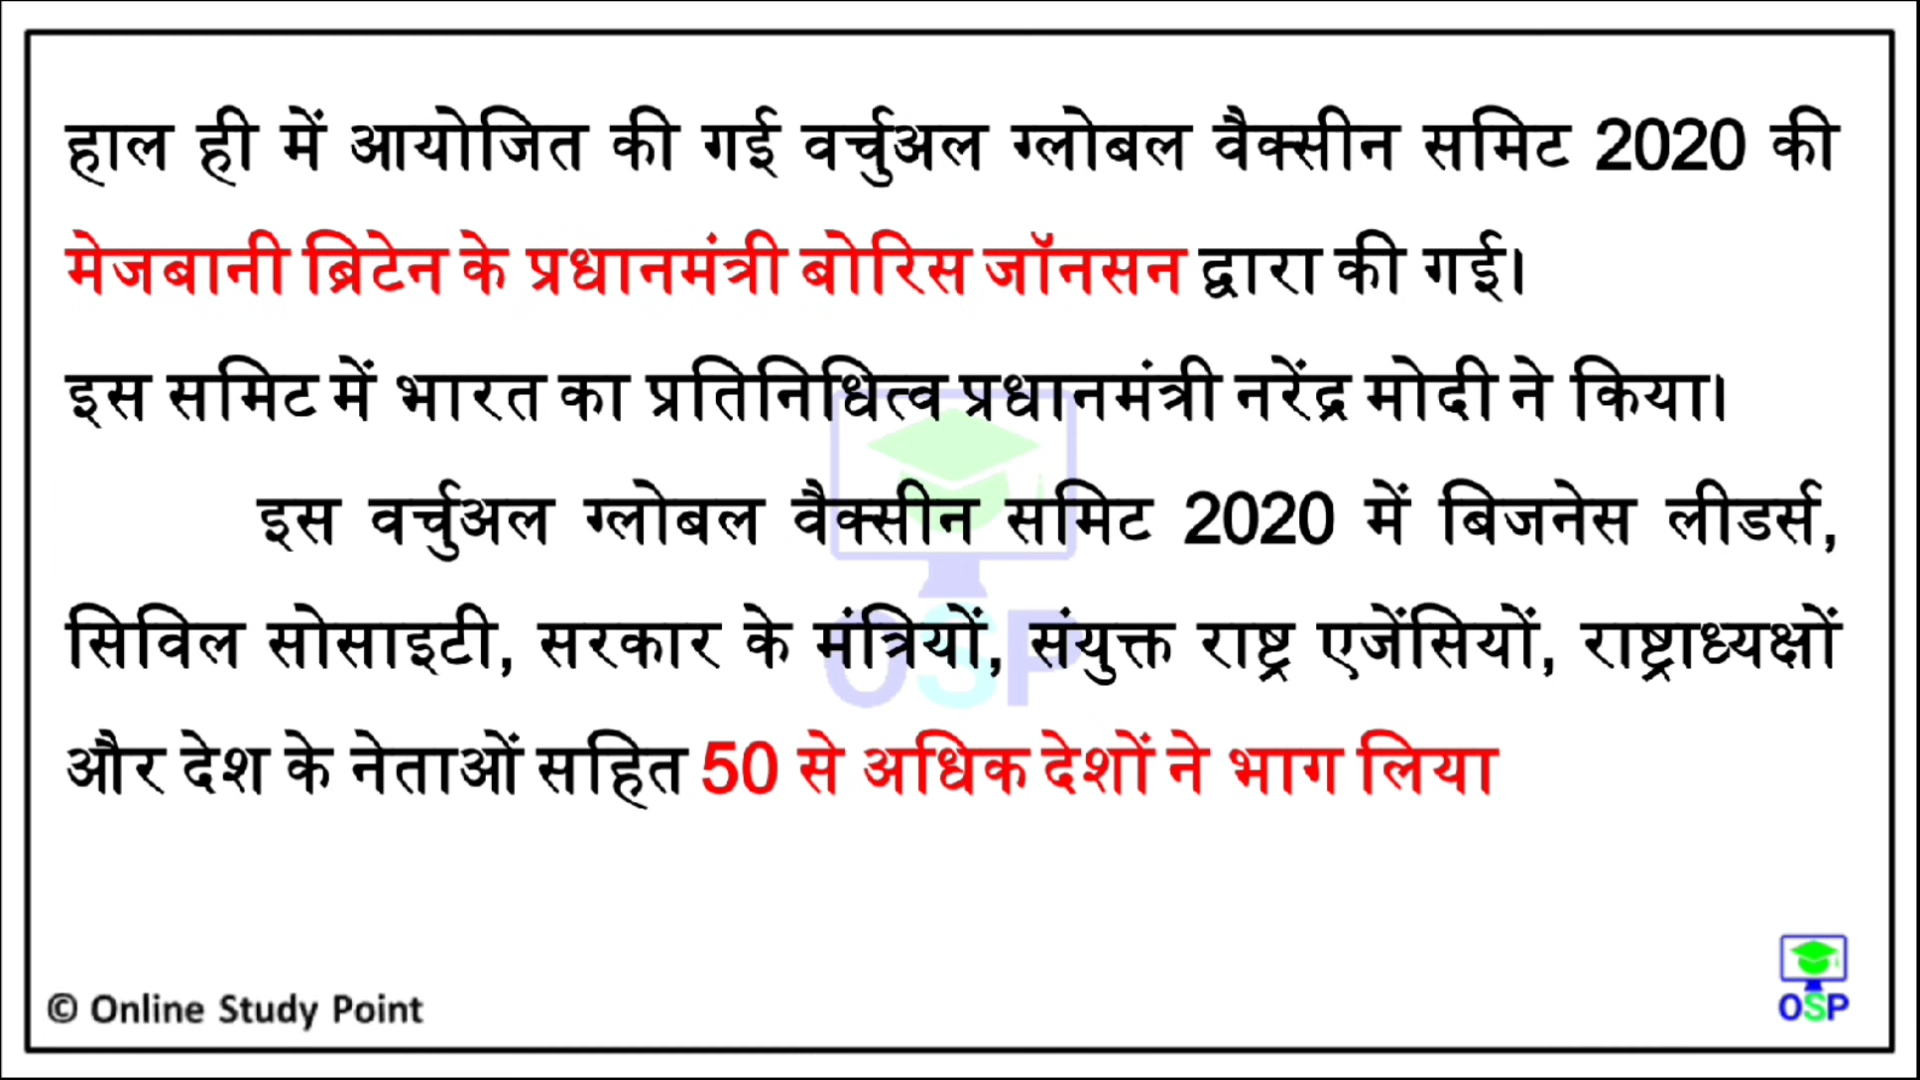 हाल ही में आयोजित की गई वर्चुअल ग्लोबल वैक्सीन समिट 2020 की
मेजबानी ब्रिटेन के प्रधानमंत्री बोरिस जॉनसन द्वारा की गई।
इस समिट में भारत का प्रतिनिधित्व प्रधानमंत्री नरेंद्र मोदी ने किया।
इस वर्चुअल ग्लोबल वैक्सीन समिट 2020 में बिजनेस लीडर्स,
सिविल सोसाइटी, सरकार के मंत्रियों, संयुक्त राष्ट्र एजेंसियों, राष्ट्राध्यक्षों
और देश के नेताओं सहित 50 से अधिक देशों ने भाग लिया
OSP
© Online Study Point
OSP